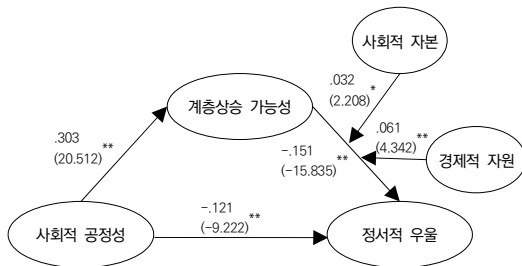 사회적 자본
.032
(2.208)*
계층상승 가능성
.061
(4.342)**
.303
(20.512)**
-.151
(-15.835)**
경제적 자원
-.121
(-9.222)**
사회적 공정성
정서적 우울